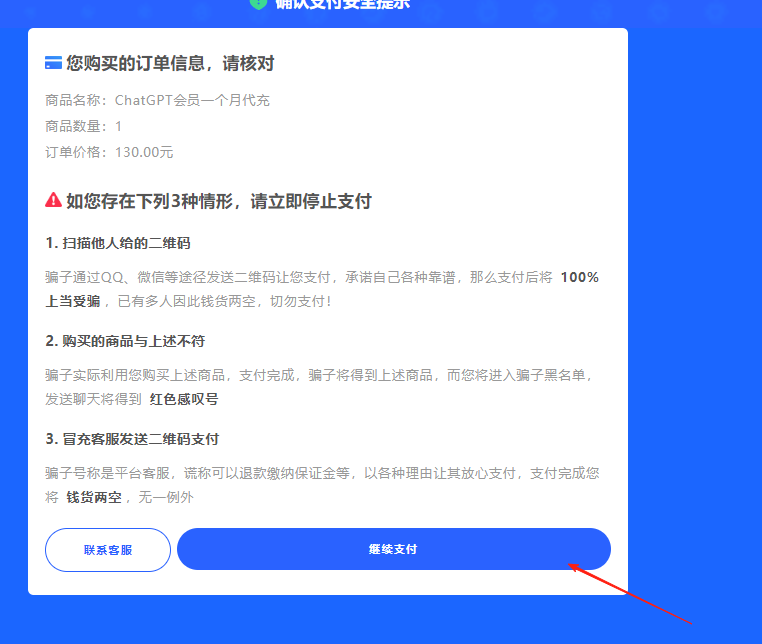 确认支付安全提示
您购买的订单信息，请核对
商品名称：ChatGPT会员一个月代充
商品数量：1
订单价格：130.00元
如您存在下列3种情形，请立即停止支付
1. 扫描他人给的二维码
骗子通过QQ、微信等途径发送二维码让您支付，承诺自己各种靠谱，那么支付后将 100%
上当受骗 ，已有多人因此钱货两空，切勿支付！
2. 购买的商品与上述不符
骗子实际利用您购买上述商品，支付完成，骗子将得到上述商品，而您将进入骗子黑名单，
发送聊天将得到 红色感叹号
3. 冒充客服发送二维码支付
骗子号称是平台客服，谎称可以退款缴纳保证金等，以各种理由让其放心支付，支付完成您
将 钱货两空 ，无一例外
联系客服
继续支付